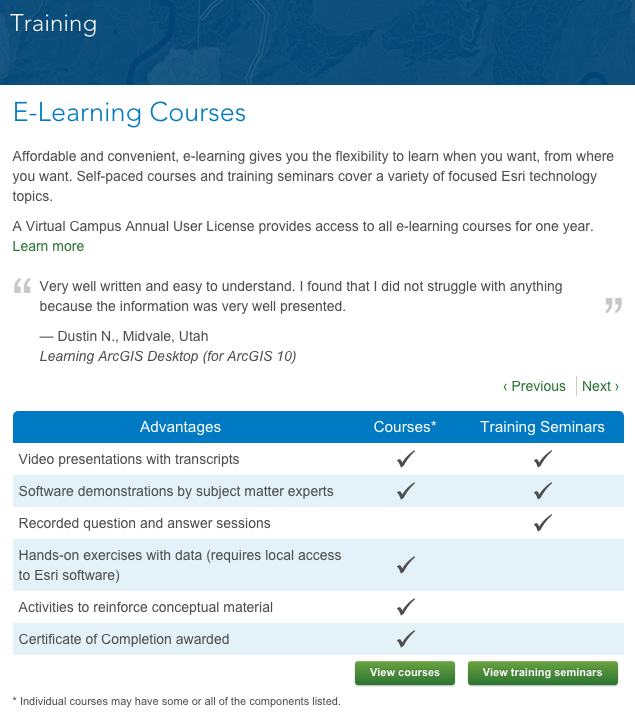 Training
E-Learning Courses
Affordable and convenient, e-learning gives you the flexibility to learn when you want, from where
you want. Self-paced courses and training seminars cover a variety of focused Esri technology
topics.
A Virtual Campus Annual User License provides access to all e-learning courses for one year.
Learn more
“ Very well written and easy to understand. I found that I did not struggle with anything
because the information was very well presented. ”
— Dustin N., Midvale, Utah
Learning ArcGIS Desktop (for ArcGIS 10)
‹ Previous Next ›
Advantages Courses* Training Seminars
Video presentations with transcripts ✓ ✓
Software demonstrations by subject matter experts ✓ ✓
Recorded question and answer sessions ✓
Hands-on exercises with data (requires local access
to Esri software) ✓
Activities to reinforce conceptual material ✓
Certificate of Completion awarded ✓
View courses View training seminars
* Individual courses may have some or all of the components listed.